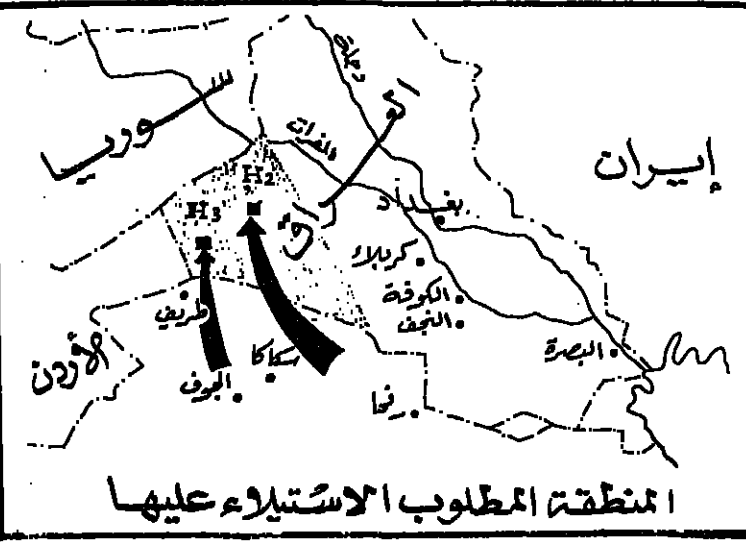 دجلة
سوريا
العراق
الفرات
إيران
H2
بغداد
H3
كربلاء
الكوفة
النجف
طريف
البصرة
الأردن
سكاكا
الجوف
رفحا
المنطقة المطلوب الاستيلاء عليها